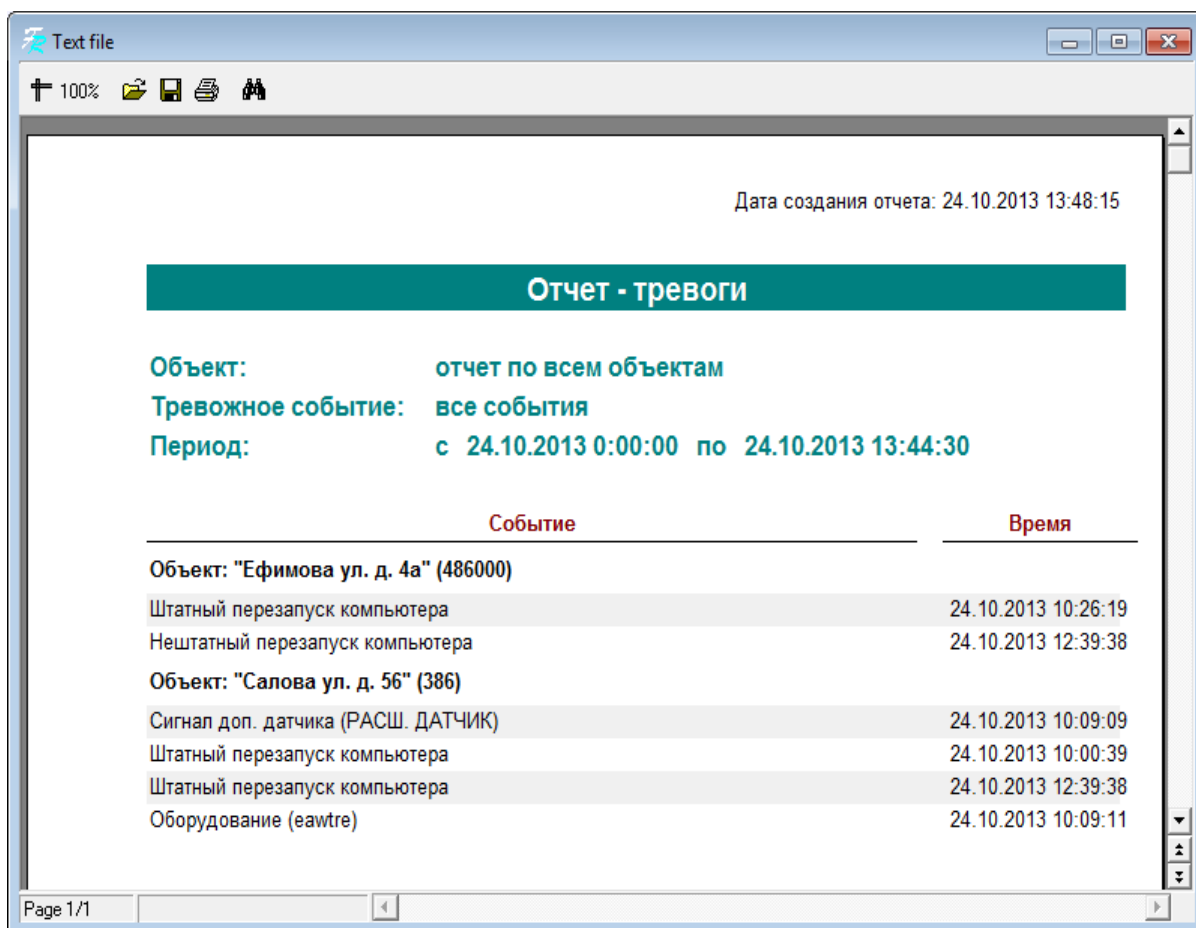 Text file
100%
Дата создания отчета: 24.10.2013 13:48:15
Отчет - тревоги
Объект: отчет по всем объектам
Тревожное событие: все события
Период: с 24.10.2013 0:00:00 по 24.10.2013 13:44:30
Событие Время
Объект: "Ефимова ул. д. 4а" (486000)
Штатный перезапуск компьютера 24.10.2013 10:26:19
Нештатный перезапуск компьютера 24.10.2013 12:39:38
Объект: "Салова ул. д. 56" (386)
Сигнал доп. датчика (РАСШ. ДАТЧИК) 24.10.2013 10:09:09
Штатный перезапуск компьютера 24.10.2013 10:00:39
Штатный перезапуск компьютера 24.10.2013 12:39:38
Оборудование (eawtre) 24.10.2013 10:09:11
Page 1/1